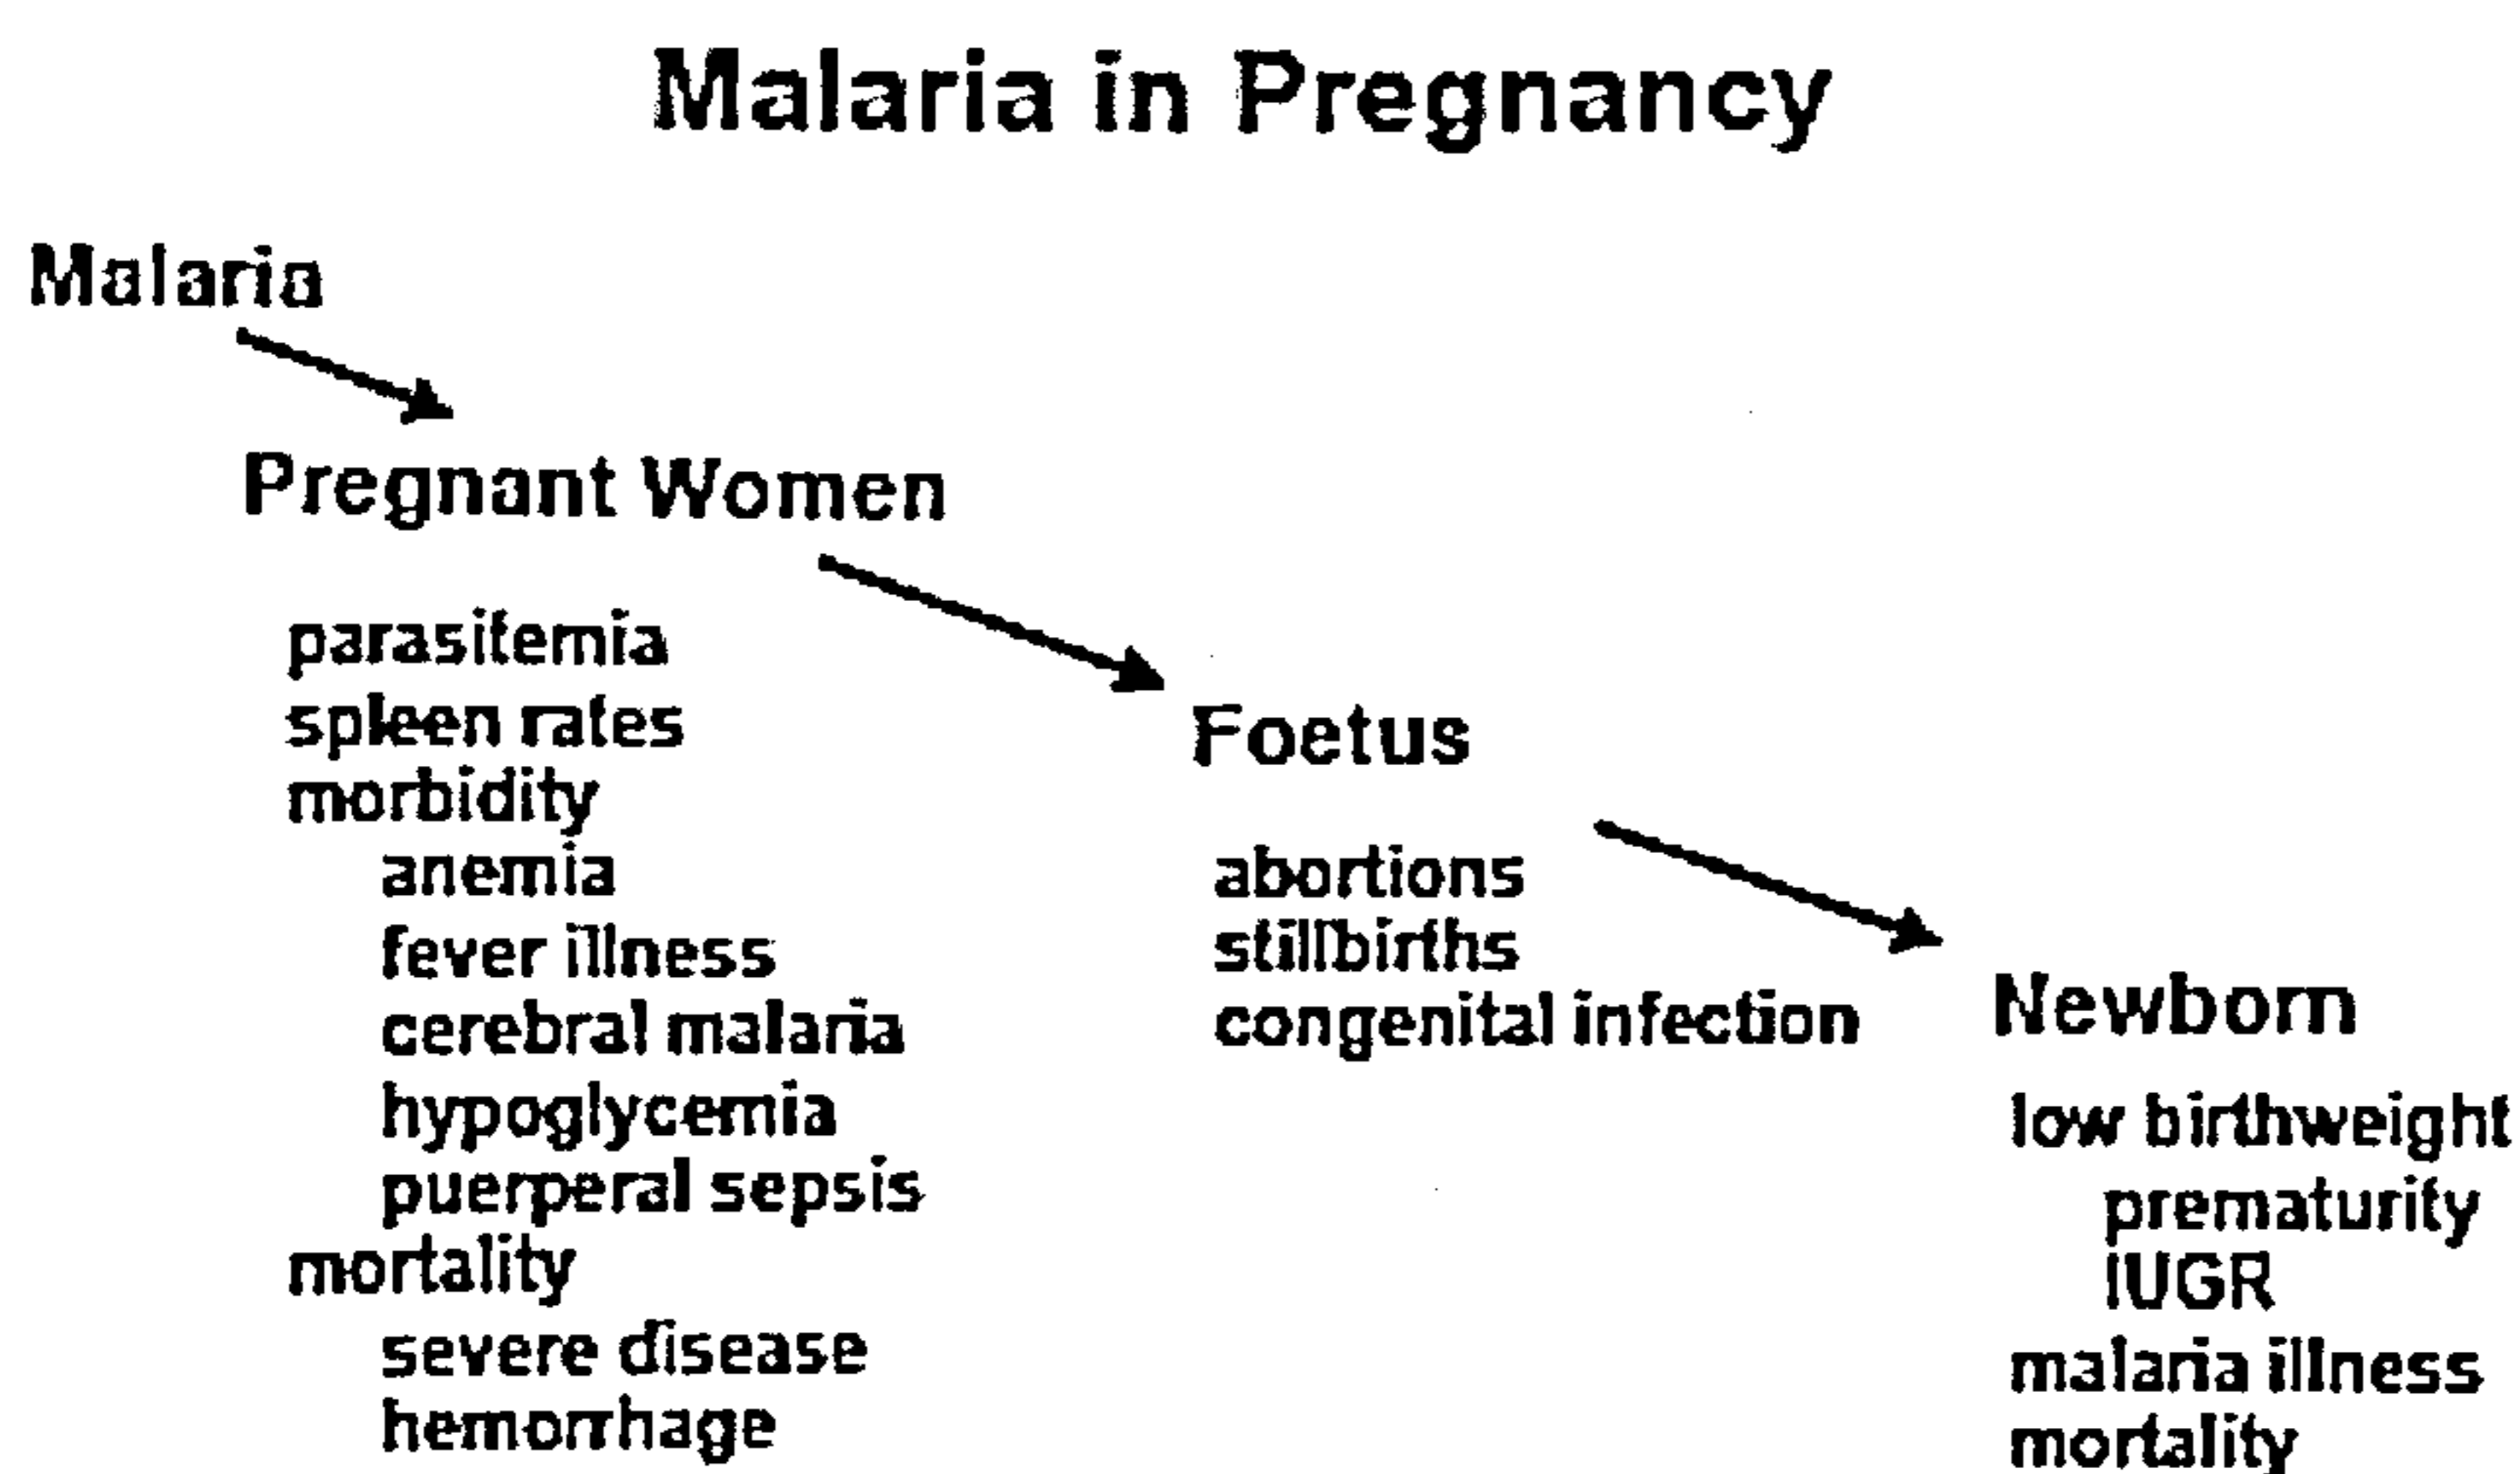 Malaria in Pregnancy
Malaria
Pregnant Women
parasitemia
spleen rates
morbidity
anemia
fever illness
cerebral malaria
hypoglycemia
puerperal sepsis
mortality
severe disease
hemorrhage
Foetus
abortions
stillbirths
congenital infection
Newborn
low birthweight
prematurity
IUGR
malaria illness
mortality